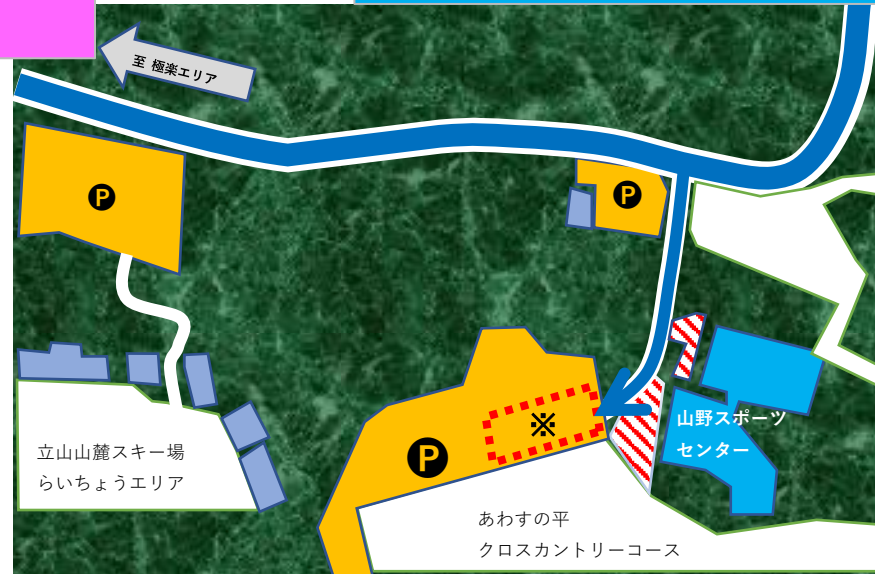 至 極楽エリア
P
P
山野スポーツ
センター
※
P
立山山麓スキー場
らいちょうエリア
あわすの平
クロスカントリーコース